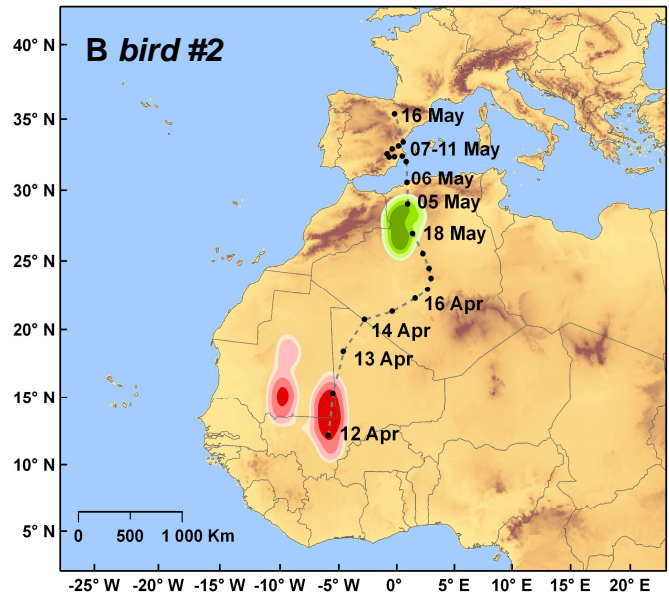 B bird #2
40° N
35° N
30° N
25° N
20° N
15° N
10° N
5° N
16 May
07-11 May
06 May
05 May
18 May
16 Apr
14 Apr
13 Apr
12 Apr
0 500 1 000 Km
-25° W -20° W -15° W -10° W -5° W 0° 5° E 10° E 15° E 20° E